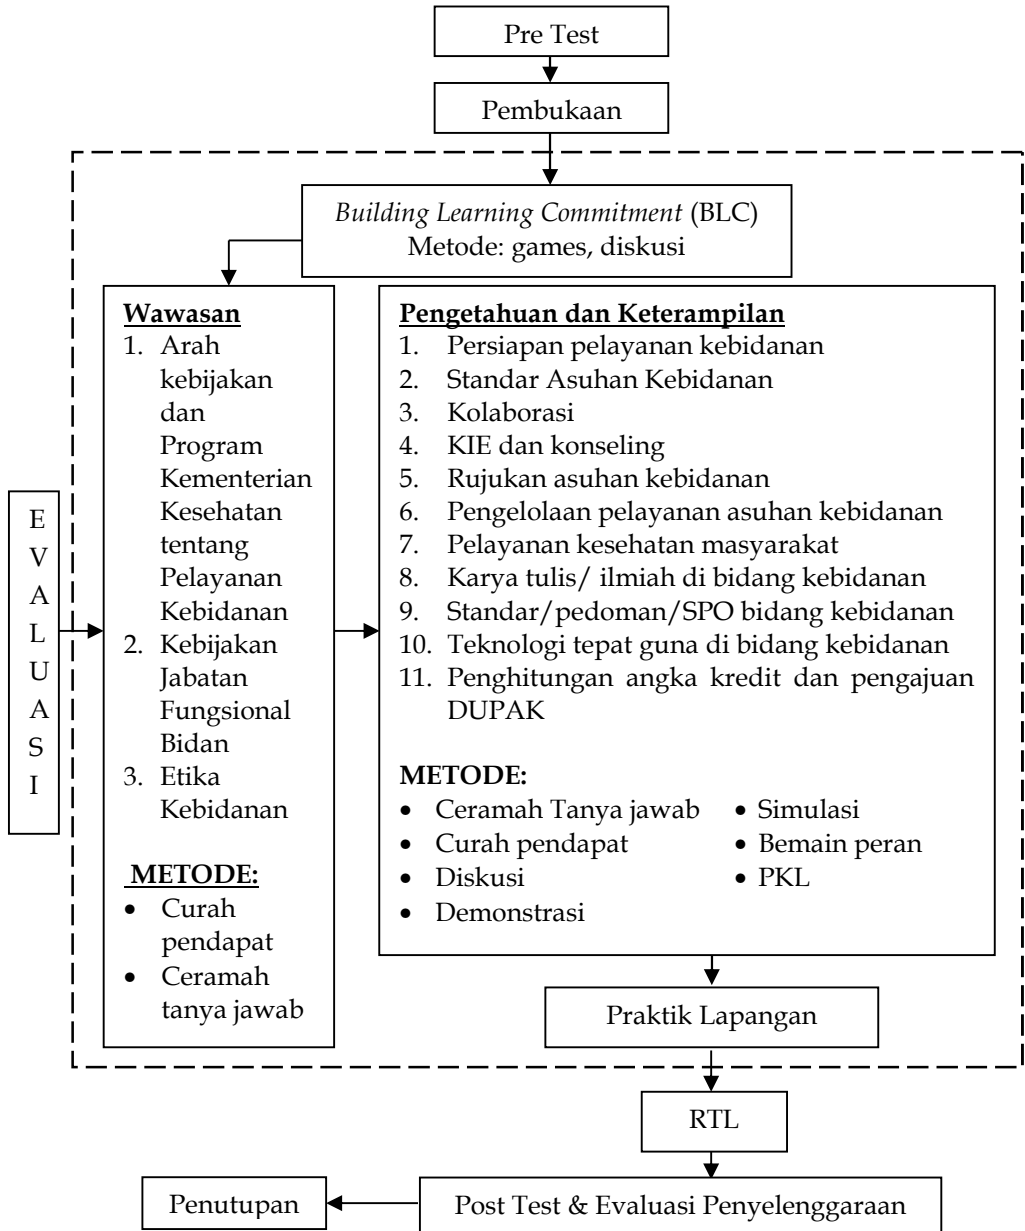 Pre Test
Pembukaan
Building Learning Commitment (BLC)
Metode: games, diskusi
E
V
A
L
U
A
S
I
Wawasan
1. Arah
kebijakan
dan
Program
Kementerian
Kesehatan
tentang
Pelayanan
Kebidanan
2. Kebijakan
Jabatan
Fungsional
Bidan
3. Etika
Kebidanan
METODE:
• Curah
pendapat
• Ceramah
tanya jawab
Pengetahuan dan Keterampilan
1. Persiapan pelayanan kebidanan
2. Standar Asuhan Kebidanan
3. Kolaborasi
4. KIE dan konseling
5. Rujukan asuhan kebidanan
6. Pengelolaan pelayanan asuhan kebidanan
7. Pelayanan kesehatan masyarakat
8. Karya tulis/ ilmiah di bidang kebidanan
9. Standar/pedoman/SPO bidang kebidanan
10. Teknologi tepat guna di bidang kebidanan
11. Penghitungan angka kredit dan pengajuan
DUPAK
METODE:
• Ceramah Tanya jawab
• Curah pendapat
• Diskusi
• Demonstrasi
• Simulasi
• Bemain peran
• PKL
Praktik Lapangan
RTL
Post Test & Evaluasi Penyelenggaraan
Penutupan